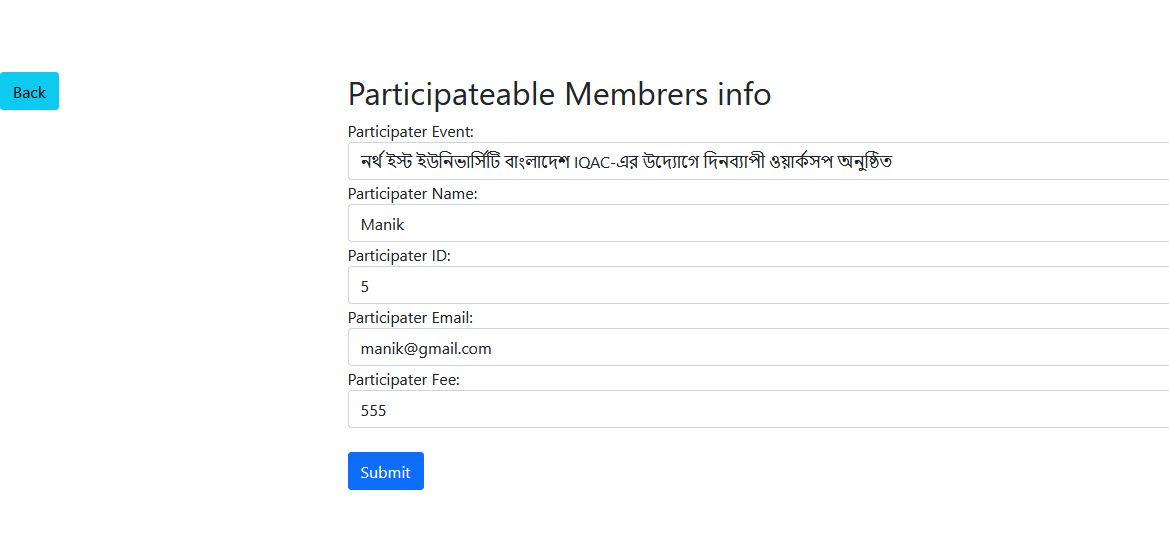 Back
Participateable Membrers info
Participater Event:
নর্থ ইস্ট ইউনিভার্সিটি বাংলাদেশ IQAC-এর উদ্যোগে দিনব্যাপী ওয়ার্কসপ অনুষ্ঠিত
Participater Name:
Manik
Participater ID:
5
Participater Email:
manik@gmail.com
Participater Fee:
555
Submit